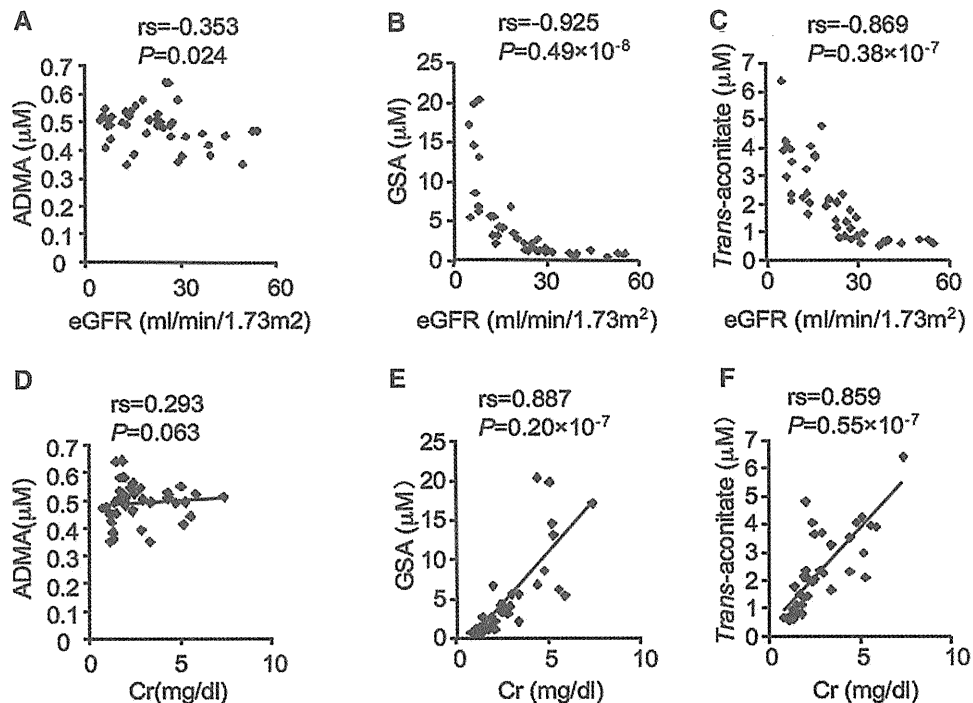 A
rs=-0.353
P=0.024
ADMA (μM)
0.7
0.6
0.5
0.4
0.3
0.2
0.1
0
0 30 60
eGFR (ml/min/1.73m2)
B
rs=-0.925
P=0.49×10⁻⁸
GSA (μM)
25
20
15
10
5
0
0 30 60
eGFR (ml/min/1.73m²)
C
rs=-0.869
P=0.38×10⁻⁷
Trans-aconitate (μM)
7
6
5
4
3
2
1
0
0 30 60
eGFR (ml/min/1.73m²)
D
rs=0.293
P=0.063
ADMA(μM)
0.7
0.6
0.5
0.4
0.3
0.2
0.1
0
0 5 10
Cr(mg/dl)
E
rs=0.887
P=0.20×10⁻⁷
GSA (μM)
25
20
15
10
5
0
0 5 10
Cr (mg/dl)
F
rs=0.859
P=0.55×10⁻⁷
Trans-aconitate (μM)
7
6
5
4
3
2
1
0
0 5 10
Cr (mg/dl)